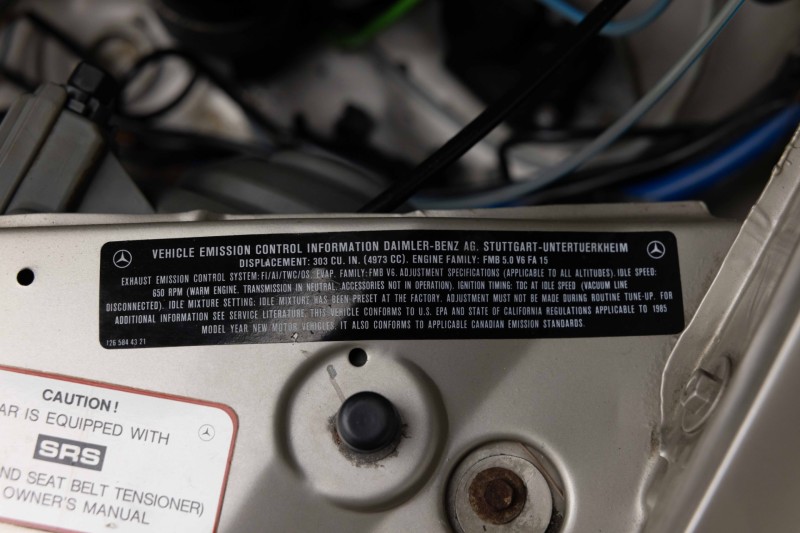 VEHICLE EMISSION CONTROL INFORMATION DAIMLER-BENZ AG. STUTTGART-UNTERTUERKHEIM
DISPLACEMENT: 303 CU. IN. (4973 CC). ENGINE FAMILY: FMB 5.0 V6 FA 15
EXHAUST EMISSION CONTROL SYSTEM: FI/AI/TWC/OS. EVAP. FAMILY: FMB V6. ADJUSTMENT SPECIFICATIONS (APPLICABLE TO ALL ALTITUDES). IDLE SPEED:
650 RPM (WARM ENGINE, TRANSMISSION IN NEUTRAL, ACCESSORIES NOT IN OPERATION). IGNITION TIMING: TDC AT IDLE SPEED (VACUUM LINE
DISCONNECTED). IDLE MIXTURE SETTING: IDLE MIXTURE HAS BEEN PRESET AT THE FACTORY. ADJUSTMENT MUST NOT BE MADE DURING ROUTINE TUNE-UP. FOR
ADDITIONAL INFORMATION SEE SERVICE LITERATURE. THIS VEHICLE CONFORMS TO U.S. EPA AND STATE OF CALIFORNIA REGULATIONS APPLICABLE TO 1985
MODEL YEAR NEW MOTOR VEHICLES. IT ALSO CONFORMS TO APPLICABLE CANADIAN EMISSION STANDARDS.
126 584 43 21
CAUTION!
AR IS EQUIPPED WITH
SRS
ND SEAT BELT TENSIONER)
OWNER'S MANUAL